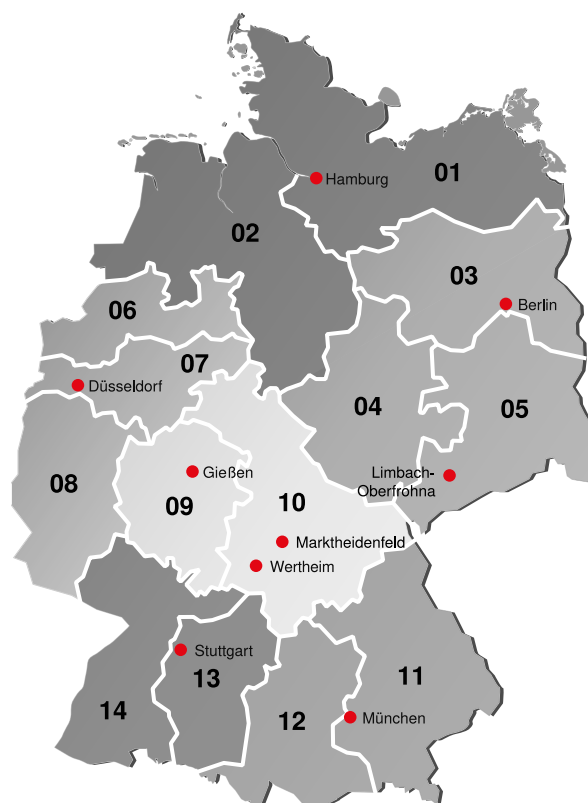 01
Hamburg
02
03
Berlin
06
07
Düsseldorf
04
05
08
Gießen
Limbach-
Oberfrohna
09
10
Marktheidenfeld
Wertheim
Stuttgart
13
11
14
12
München